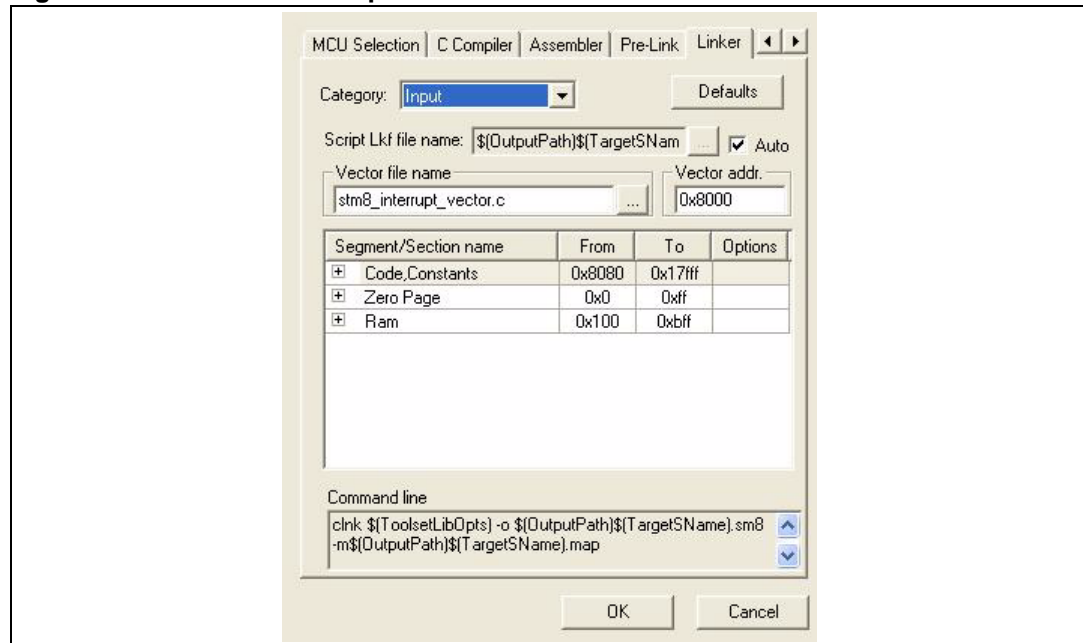 MCU Selection C Compiler Assembler Pre-Link Linker
Category: Input Defaults
Script Lkf file name: $(OutputPath)$(TargetSNam ... Auto
Vector file name Vector addr.
stm8_interrupt_vector.c ... 0x8000
Segment/Section name From To Options
Code,Constants 0x8080 0x17fff
Zero Page 0x0 0xff
Ram 0x100 0xbff
Command line
clnk $(ToolsetLibOpts) -o $(OutputPath)$(TargetSName).sm8
-m$(OutputPath)$(TargetSName).map
OK Cancel